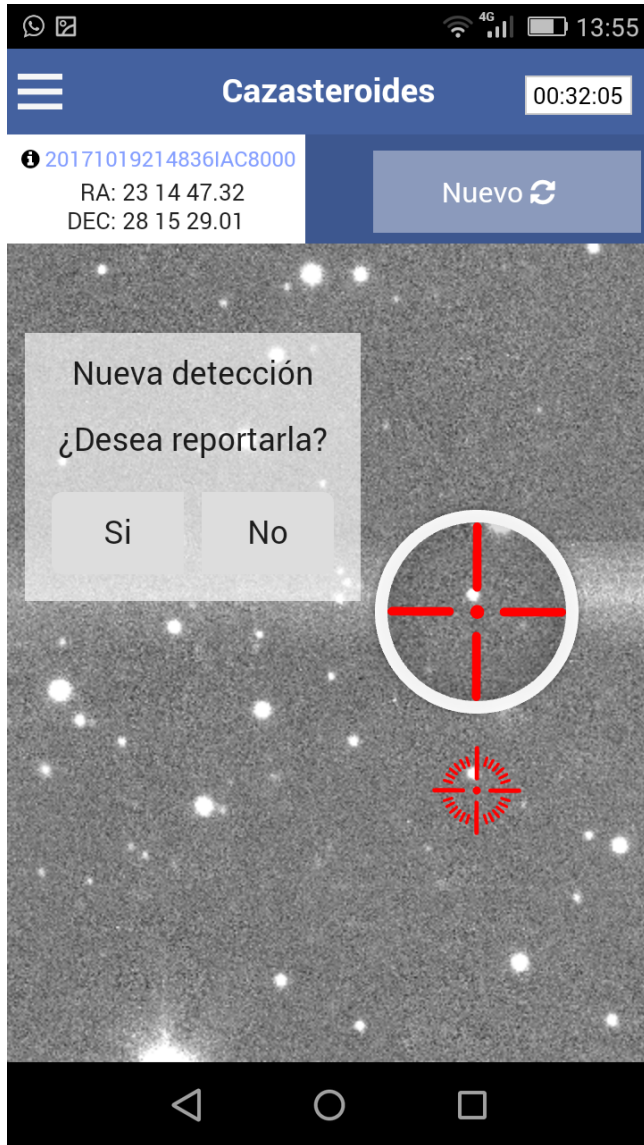 4G 13:55
Cazasteroides 00:32:05
20171019214836IAC8000
RA: 23 14 47.32
DEC: 28 15 29.01
Nuevo
Nueva detección
¿Desea reportarla?
Si No